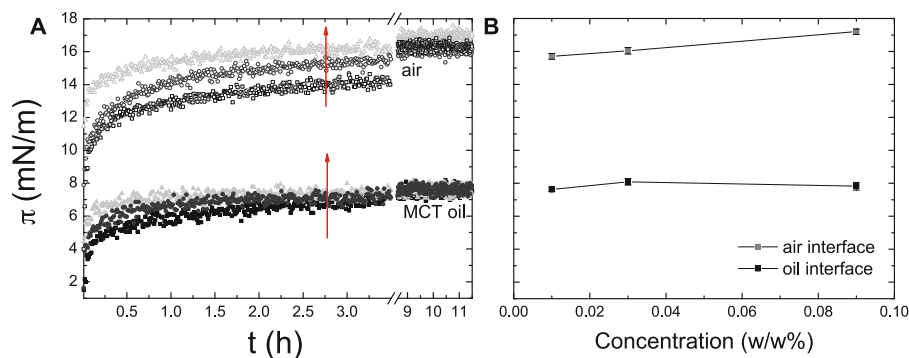 A
18
16
14
12
10
8
6
4
2
π (mN/m)
air
MCT oil
0.5 1.0 1.5 2.0 2.5 3.0 9 10 11
t (h)
B
air interface
oil interface
0.00 0.02 0.04 0.06 0.08 0.10
Concentration (w/w%)